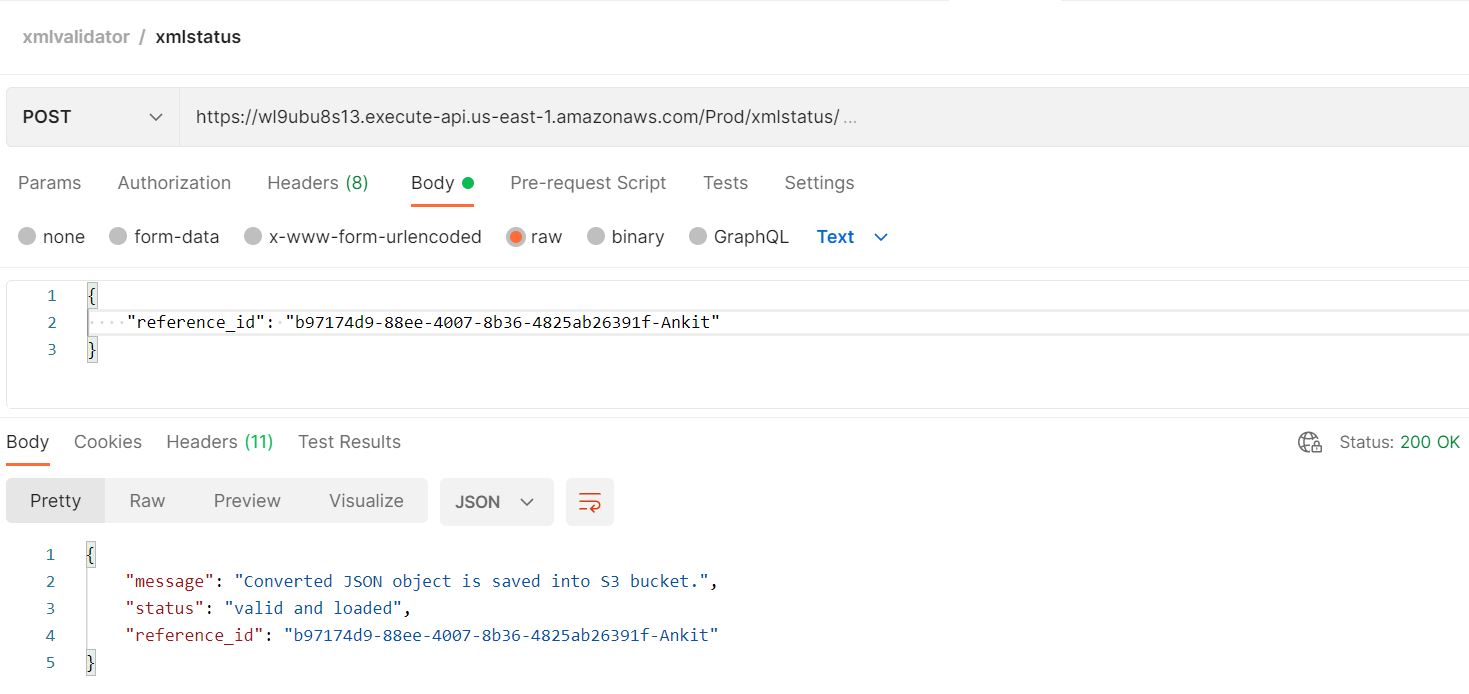 xmlvalidator / xmlstatus
POST https://wl9ubu8s13.execute-api.us-east-1.amazonaws.com/Prod/xmlstatus/ ...
Params Authorization Headers (8) Body Pre-request Script Tests Settings
none form-data x-www-form-urlencoded raw binary GraphQL Text
1 {
2 ····"reference_id":·"b97174d9-88ee-4007-8b36-4825ab26391f-Ankit"
3 }
Body Cookies Headers (11) Test Results Status: 200 OK
Pretty Raw Preview Visualize JSON
1 {
2 "message": "Converted JSON object is saved into S3 bucket.",
3 "status": "valid and loaded",
4 "reference_id": "b97174d9-88ee-4007-8b36-4825ab26391f-Ankit"
5 }